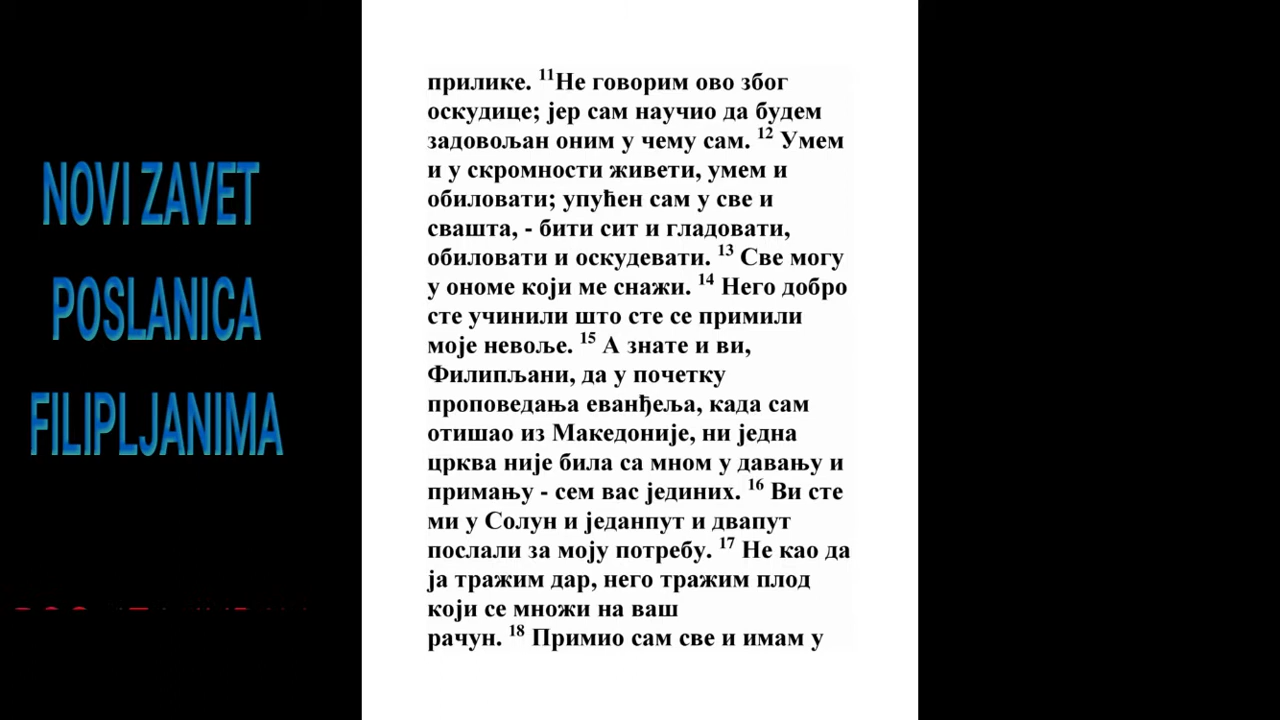 NOVI ZAVET
POSLANICA
FILIPLJANIMA
прилике. 11Не говорим ово због
оскудице; јер сам научио да будем
задовољан оним у чему сам. 12 Умем
и у скромности живети, умем и
обиловати; упућен сам у све и
свашта, - бити сит и гладовати,
обиловати и оскудевати. 13 Све могу
у ономе који ме снажи. 14 Него добро
сте учинили што сте се примили
моје невоље. 15 А знате и ви,
Филипљани, да у почетку
проповедања еванђеља, када сам
отишао из Македоније, ни једна
црква није била са мном у давању и
примању - сем вас јединих. 16 Ви сте
ми у Солун и једанпут и двапут
послали за моју потребу. 17 Не као да
ја тражим дар, него тражим плод
који се множи на ваш
рачун. 18 Примио сам све и имам у